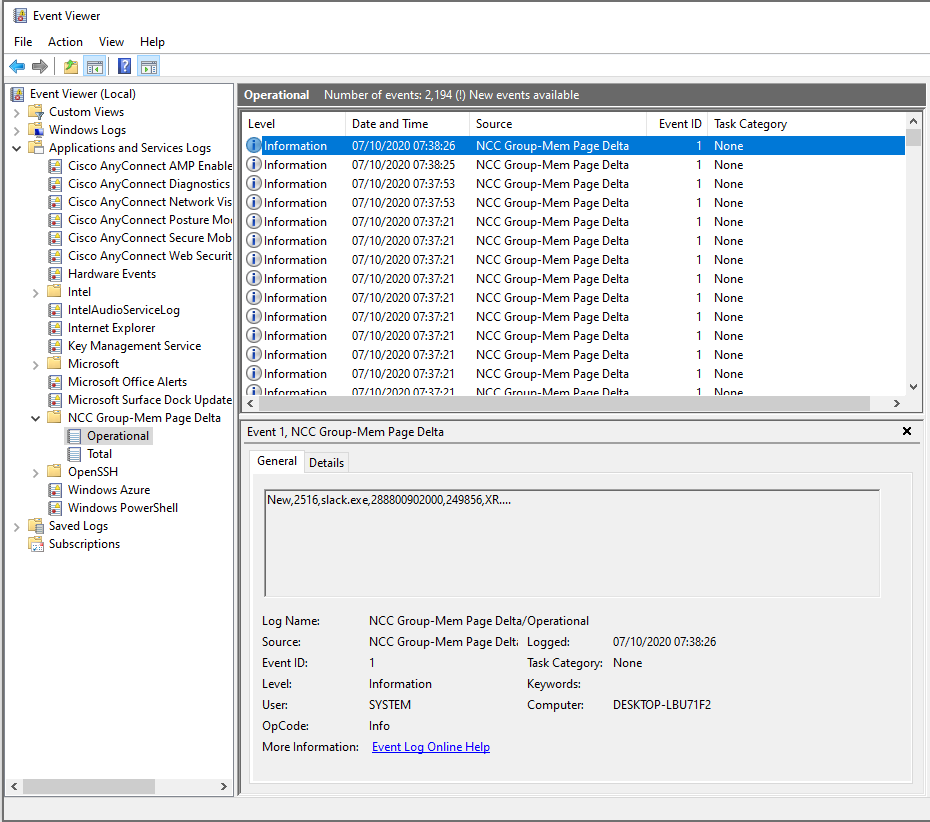 Event Viewer
File Action View Help
Event Viewer (Local)
Custom Views
Windows Logs
Applications and Services Logs
Cisco AnyConnect AMP Enable
Cisco AnyConnect Diagnostics
Cisco AnyConnect Network Vis
Cisco AnyConnect Posture Mo
Cisco AnyConnect Secure Mob
Cisco AnyConnect Web Securit
Hardware Events
Intel
IntelAudioServiceLog
Internet Explorer
Key Management Service
Microsoft
Microsoft Office Alerts
Microsoft Surface Dock Update
NCC Group-Mem Page Delta
Operational
Total
OpenSSH
Windows Azure
Windows PowerShell
Saved Logs
Subscriptions
Operational Number of events: 2,194 (!) New events available
Level Date and Time Source Event ID Task Category
Information 07/10/2020 07:38:26 NCC Group-Mem Page Delta 1 None
Information 07/10/2020 07:38:25 NCC Group-Mem Page Delta 1 None
Information 07/10/2020 07:37:53 NCC Group-Mem Page Delta 1 None
Information 07/10/2020 07:37:53 NCC Group-Mem Page Delta 1 None
Information 07/10/2020 07:37:21 NCC Group-Mem Page Delta 1 None
Information 07/10/2020 07:37:21 NCC Group-Mem Page Delta 1 None
Information 07/10/2020 07:37:21 NCC Group-Mem Page Delta 1 None
Information 07/10/2020 07:37:21 NCC Group-Mem Page Delta 1 None
Information 07/10/2020 07:37:21 NCC Group-Mem Page Delta 1 None
Information 07/10/2020 07:37:21 NCC Group-Mem Page Delta 1 None
Information 07/10/2020 07:37:21 NCC Group-Mem Page Delta 1 None
Information 07/10/2020 07:37:21 NCC Group-Mem Page Delta 1 None
Information 07/10/2020 07:37:21 NCC Group-Mem Page Delta 1 None
Information 07/10/2020 07:37:21 NCC Group-Mem Page Delta 1 None
Event 1, NCC Group-Mem Page Delta
General Details
New,2516,slack.exe,288800902000,249856,XR....
Log Name: NCC Group-Mem Page Delta/Operational
Source: NCC Group-Mem Page Delt Logged: 07/10/2020 07:38:26
Event ID: 1 Task Category: None
Level: Information Keywords:
User: SYSTEM Computer: DESKTOP-LBU71F2
OpCode: Info
More Information: Event Log Online Help